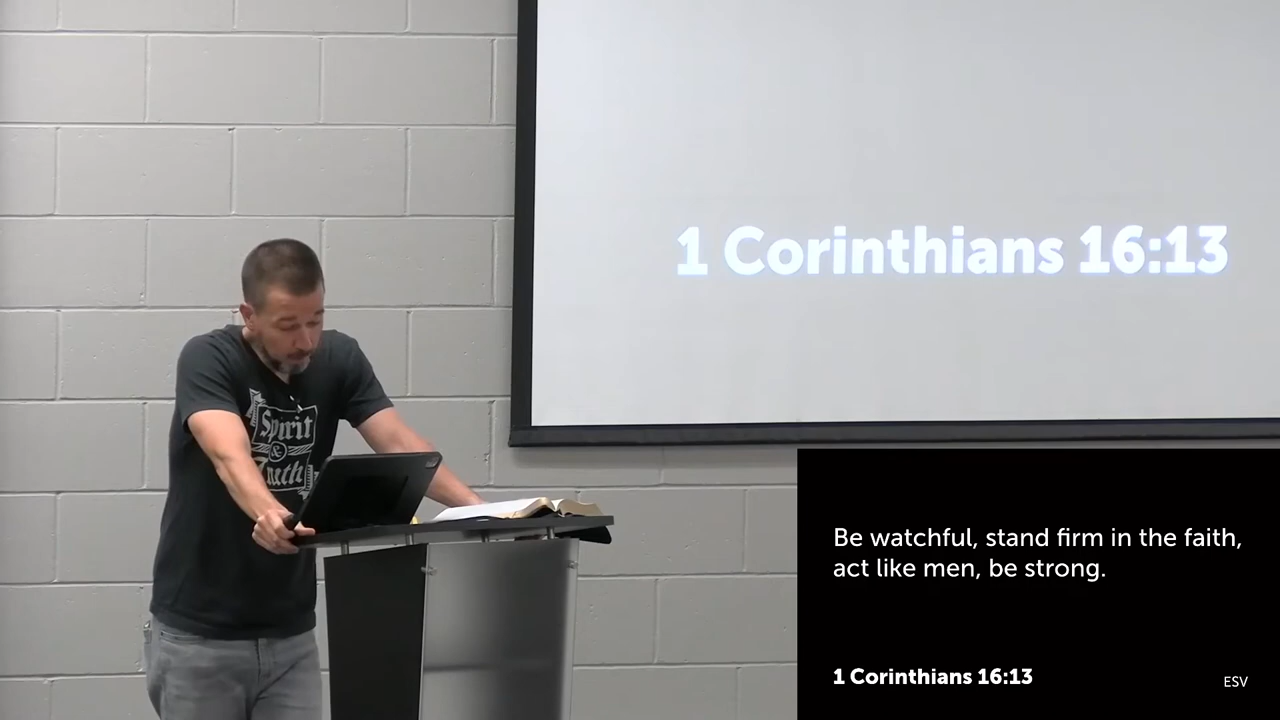 1 Corinthians 16:13
Spirit
&
Truth
Be watchful, stand firm in the faith,
act like men, be strong.
1 Corinthians 16:13
ESV